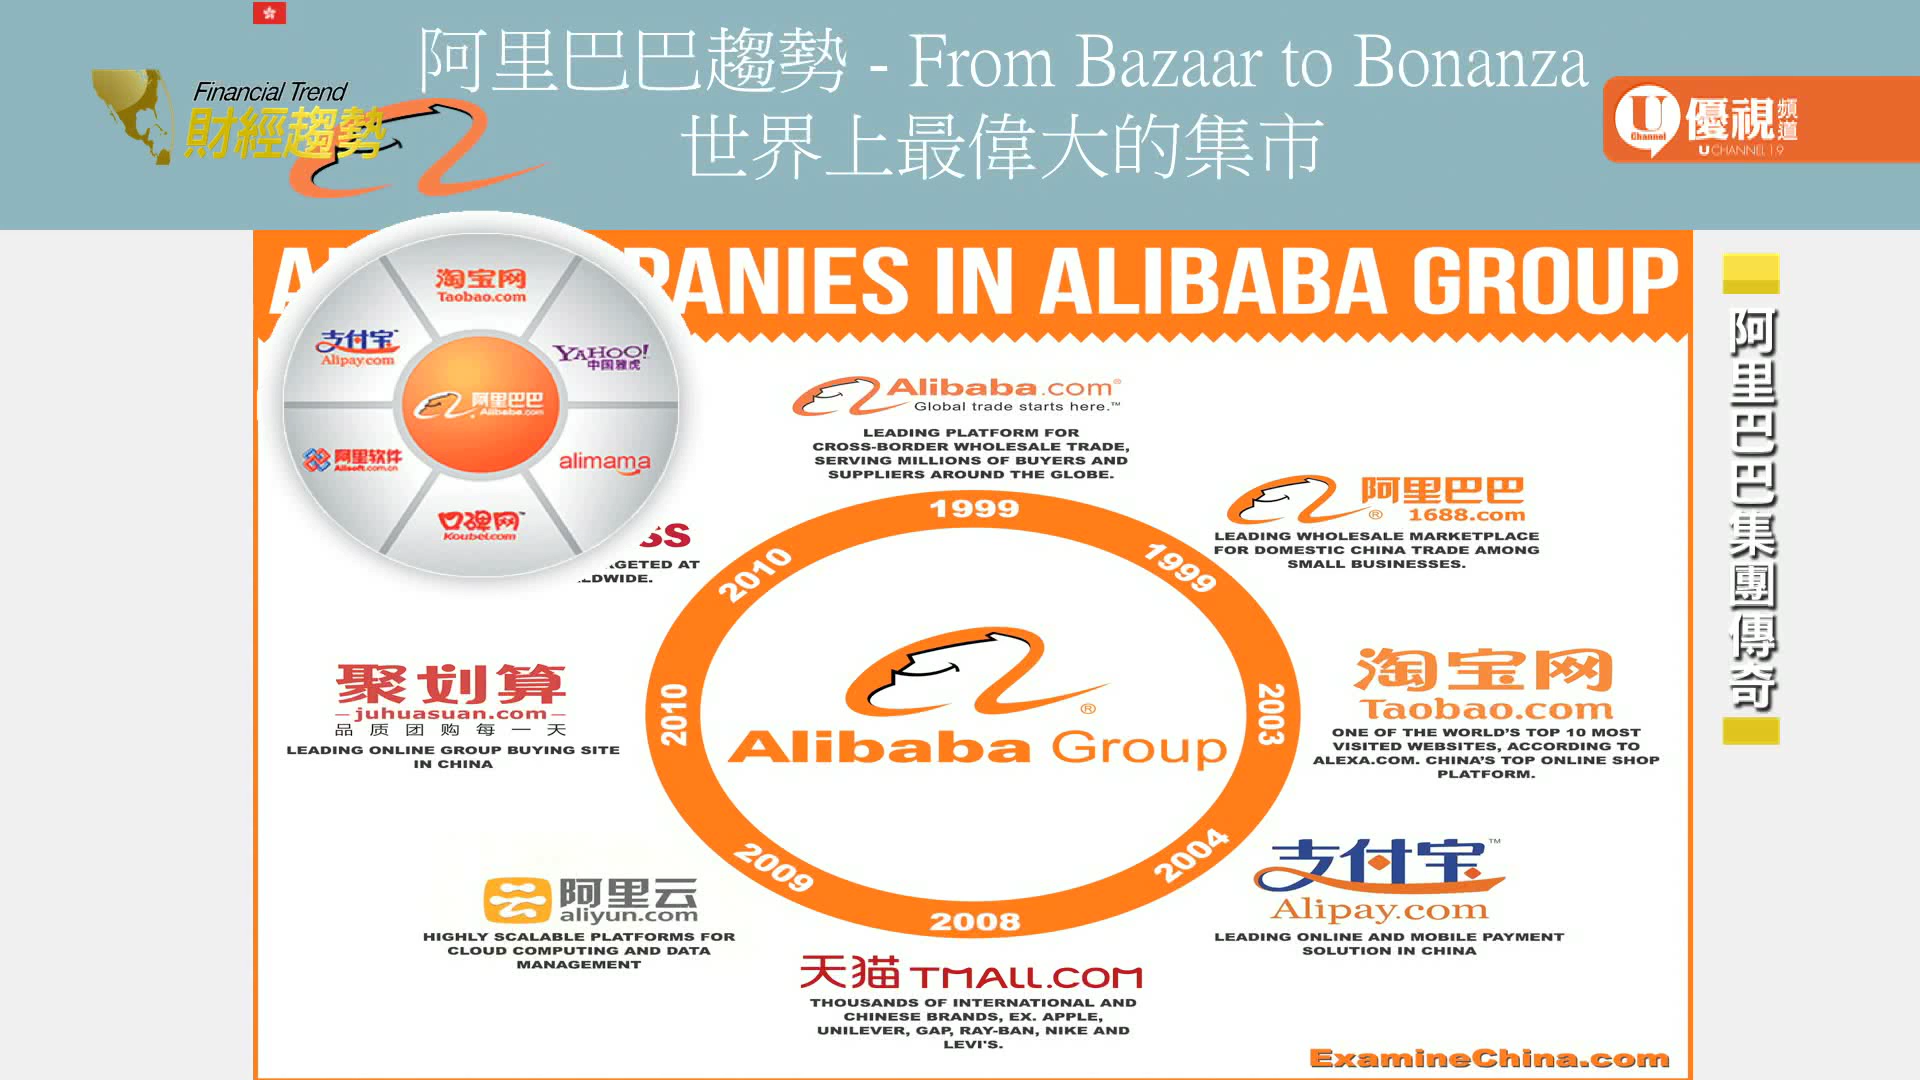 阿里巴巴趨勢 - From Bazaar to Bonanza
世界上最偉大的集市
Financial Trend
財經趨勢
U
Channel
優視頻道
U CHANNEL 19
PANIES IN ALIBABA GROUP
淘宝网
Taobao.com
支付宝
Alipay.com
YAHOO!
中国雅虎
阿里巴巴
Alibaba.com
阿里软件
Alisoft.com.cn
alimama
口碑网
Koubei.com
Alibaba.com®
Global trade starts here.™
LEADING PLATFORM FOR
CROSS-BORDER WHOLESALE TRADE,
SERVING MILLIONS OF BUYERS AND
SUPPLIERS AROUND THE GLOBE.
阿里巴巴
® 1688.com
LEADING WHOLESALE MARKETPLACE
FOR DOMESTIC CHINA TRADE AMONG
SMALL BUSINESSES.
SS
GETED AT
LDWIDE.
1999
1999
2003
2004
2008
2009
2010
2010
®
Alibaba Group
聚划算
juhuasuan.com
品质团购每一天
LEADING ONLINE GROUP BUYING SITE
IN CHINA
淘宝网
Taobao.com
ONE OF THE WORLD'S TOP 10 MOST
VISITED WEBSITES, ACCORDING TO
ALEXA.COM. CHINA'S TOP ONLINE SHOP
PLATFORM.
阿里云
aliyun.com
HIGHLY SCALABLE PLATFORMS FOR
CLOUD COMPUTING AND DATA
MANAGEMENT
支付宝™
Alipay.com
LEADING ONLINE AND MOBILE PAYMENT
SOLUTION IN CHINA
天猫 TMALL.COM
THOUSANDS OF INTERNATIONAL AND
CHINESE BRANDS, EX. APPLE,
UNILEVER, GAP, RAY-BAN, NIKE AND
LEVI'S.
ExamineChina.com
阿里巴巴集團傳奇